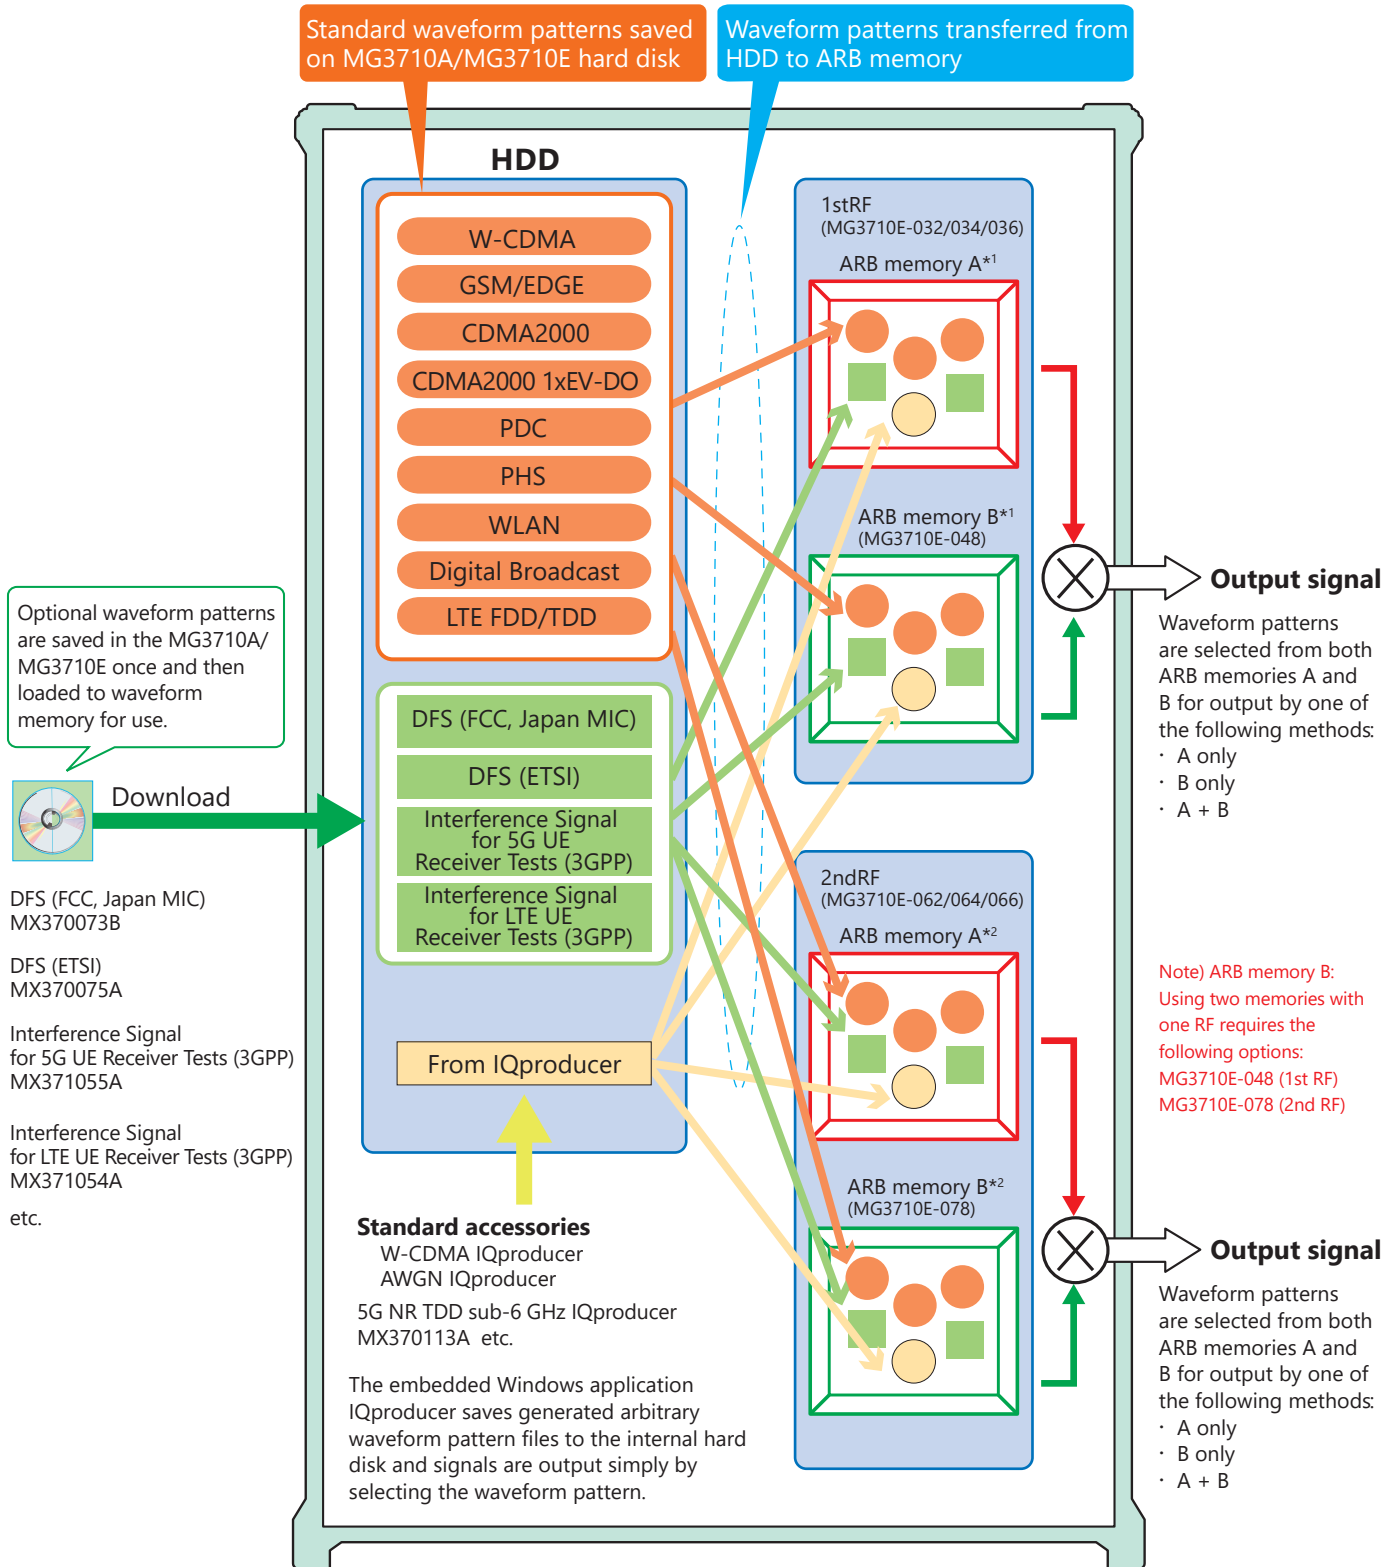 Standard waveform patterns saved
on MG3710A/MG3710E hard disk
Waveform patterns transferred from
HDD to ARB memory
HDD
W-CDMA
GSM/EDGE
CDMA2000
CDMA2000 1xEV-DO
PDC
PHS
WLAN
Digital Broadcast
LTE FDD/TDD
DFS (FCC, Japan MIC)
DFS (ETSI)
Interference Signal
for 5G UE
Receiver Tests (3GPP)
Interference Signal
for LTE UE
Receiver Tests (3GPP)
From IQproducer
Optional waveform patterns
are saved in the MG3710A/
MG3710E once and then
loaded to waveform
memory for use.
Download
DFS (FCC, Japan MIC)
MX370073B
DFS (ETSI)
MX370075A
Interference Signal
for 5G UE Receiver Tests (3GPP)
MX371055A
Interference Signal
for LTE UE Receiver Tests (3GPP)
MX371054A
etc.
Standard accessories
W-CDMA IQproducer
AWGN IQproducer
5G NR TDD sub-6 GHz IQproducer
MX370113A etc.
The embedded Windows application
IQproducer saves generated arbitrary
waveform pattern files to the internal hard
disk and signals are output simply by
selecting the waveform pattern.
1stRF
(MG3710E-032/034/036)
ARB memory A*1
ARB memory B*1
(MG3710E-048)
Output signal
Waveform patterns
are selected from both
ARB memories A and
B for output by one of
the following methods:
· A only
· B only
· A + B
2ndRF
(MG3710E-062/064/066)
ARB memory A*2
ARB memory B*2
(MG3710E-078)
Note) ARB memory B:
Using two memories with
one RF requires the
following options:
MG3710E-048 (1st RF)
MG3710E-078 (2nd RF)
Output signal
Waveform patterns
are selected from both
ARB memories A and
B for output by one of
the following methods:
· A only
· B only
· A + B